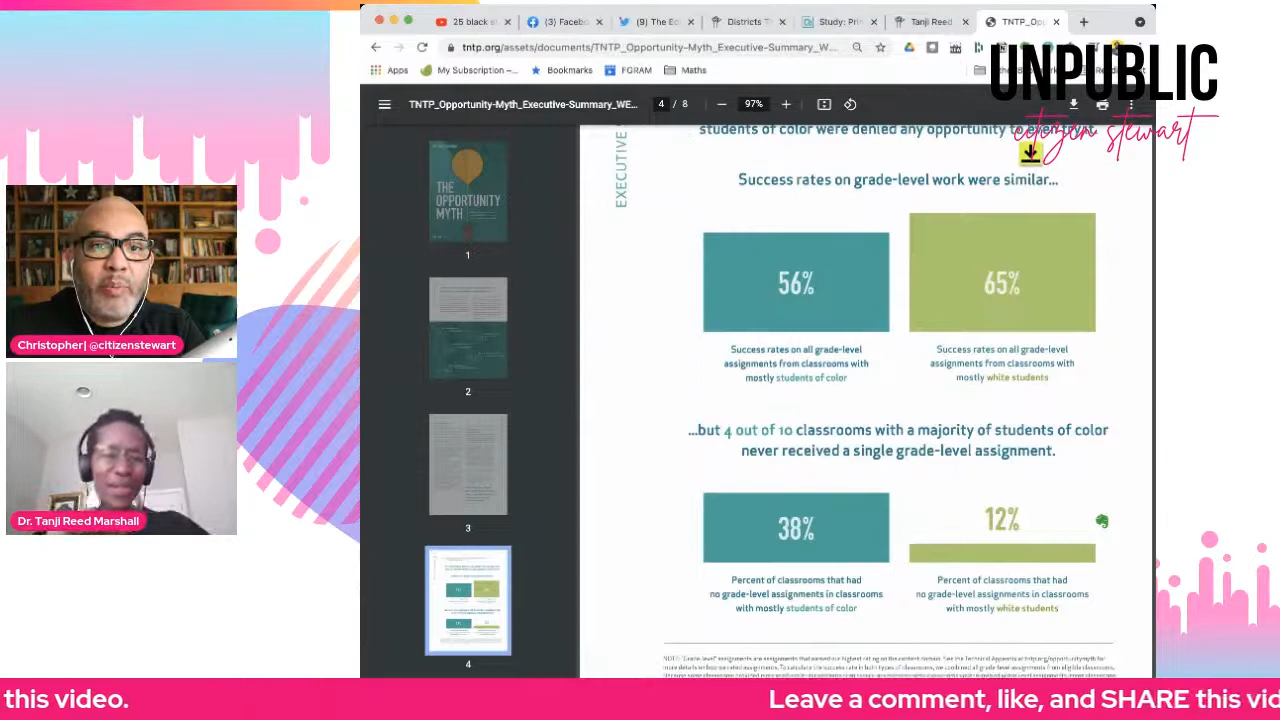 25 black s
(3) Facebo
(9) The Ed
Districts T
Study: Pri
Tanji Reed
TNTP_Opp
tntp.org/assets/documents/TNTP_Opportunity-Myth_Executive-Summary_W...
Apps
My Subscription –...
Bookmarks
FGRAM
Maths
UNPUBLIC
citizen stewart
TNTP_Opportunity-Myth_Executive-Summary_WE...
4 / 8
97%
THE
OPPORTUNITY
MYTH
1
2
3
4
EXECUTIVE
students of color were denied any opportunity to
Success rates on grade-level work were similar...
56%
65%
Success rates on all grade-level
assignments from classrooms with
mostly students of color
Success rates on all grade-level
assignments from classrooms with
mostly white students
...but 4 out of 10 classrooms with a majority of students of color
never received a single grade-level assignment.
38%
12%
Percent of classrooms that had
no grade-level assignments in classrooms
with mostly students of color
Percent of classrooms that had
no grade-level assignments in classrooms
with mostly white students
Christopher| @citizenstewart
Dr. Tanji Reed Marshall
this video.
Leave a comment, like, and SHARE this vid